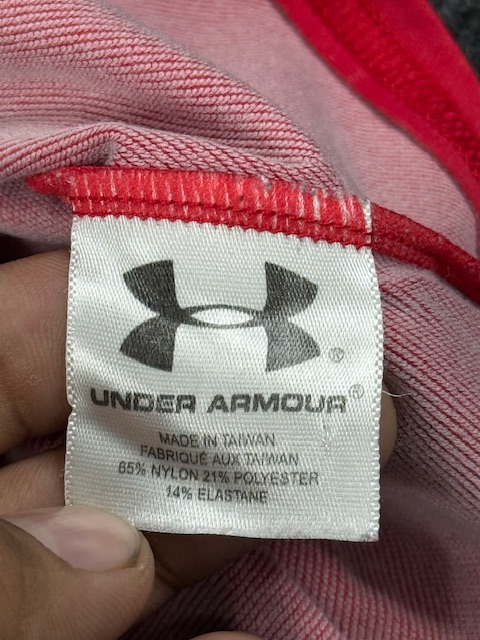 ®
UNDER ARMOUR®
MADE IN TAIWAN
FABRIQUÉ AUX TAIWAN
65% NYLON 21% POLYESTER
14% ELASTANE